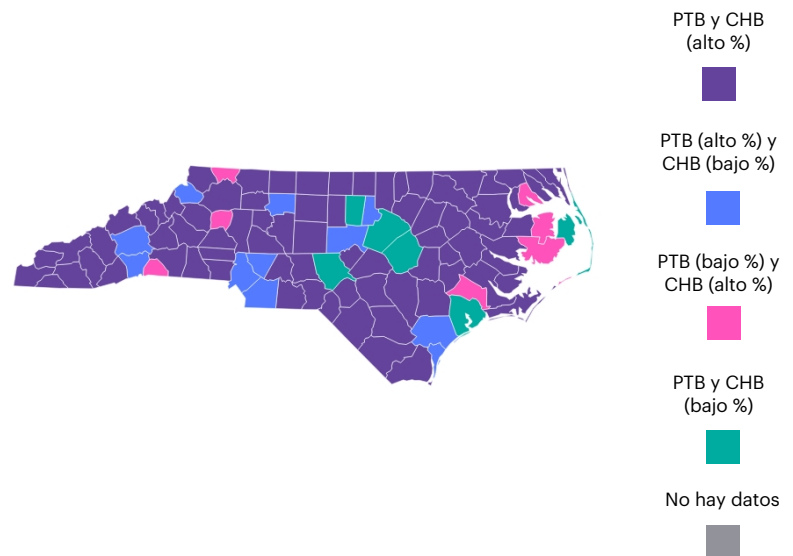 PTB y CHB
(alto %)
PTB (alto %) y
CHB (bajo %)
PTB (bajo %) y
CHB (alto %)
PTB y CHB
(bajo %)
No hay datos